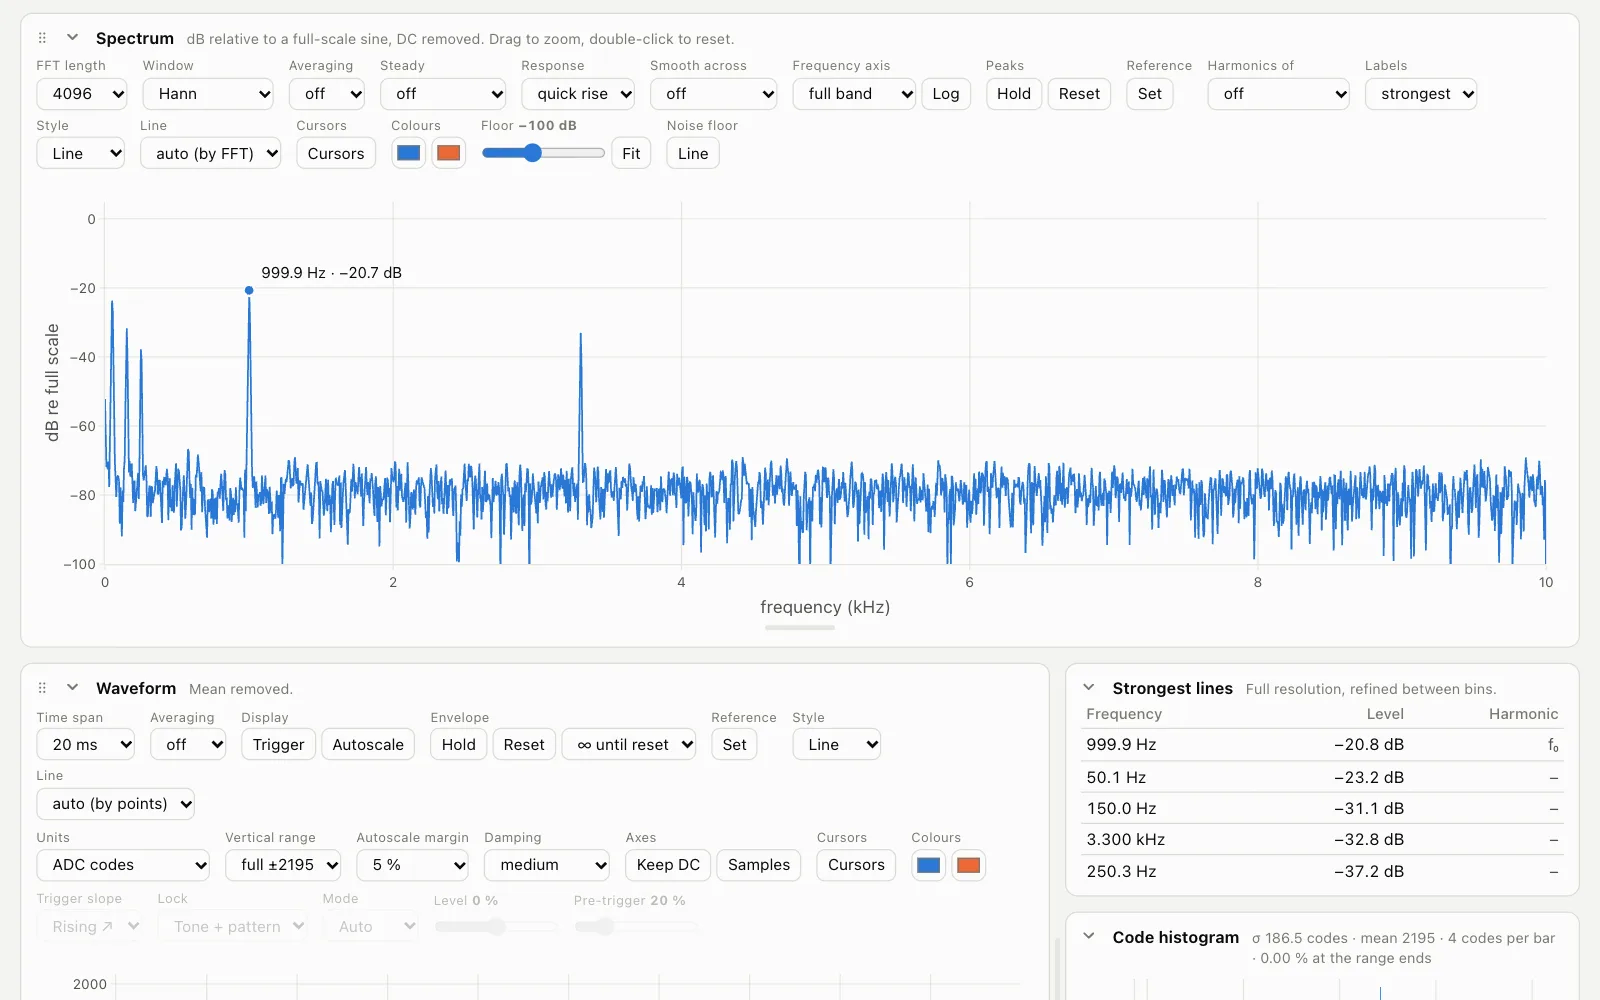 Spectrum dB relative to a full-scale sine, DC removed. Drag to zoom, double-click to reset.
FFT length Window Averaging Steady Response Smooth across Frequency axis Peaks Reference Harmonics of Labels
4096 Hann off off quick rise off full band Log Hold Reset Set off strongest
Style Line Cursors Colours Floor −100 dB Noise floor
Line auto (by FFT) Cursors Fit Line
0
999.9 Hz · −20.7 dB
−20
−40
dB re full scale
−60
−80
−100
0 2 4 6 8 10
frequency (kHz)
Waveform Mean removed.
Time span Averaging Display Envelope Reference Style
20 ms off Trigger Autoscale Hold Reset ∞ until reset Set Line
Line
auto (by points)
Units Vertical range Autoscale margin Damping Axes Cursors Colours
ADC codes full ±2195 5 % medium Keep DC Samples Cursors
Trigger slope Lock Mode Level 0 % Pre-trigger 20 %
Rising ↗ Tone + pattern Auto
2000
Strongest lines Full resolution, refined between bins.
Frequency Level Harmonic
999.9 Hz −20.8 dB f₀
50.1 Hz −23.2 dB –
150.0 Hz −31.1 dB –
3.300 kHz −32.8 dB –
250.3 Hz −37.2 dB –
Code histogram σ 186.5 codes · mean 2195 · 4 codes per bar
· 0.00 % at the range ends